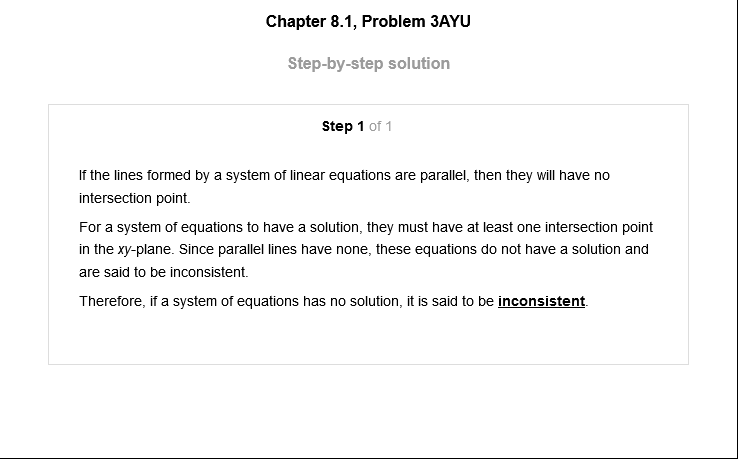 Chapter 8.1, Problem 3AYU
Step-by-step solution
Step 1 of 1
If the lines formed by a system of linear equations are parallel, then they will have no
intersection point.
For a system of equations to have a solution, they must have at least one intersection point
in the xy-plane. Since parallel lines have none, these equations do not have a solution and
are said to be inconsistent.
Therefore, if a system of equations has no solution, it is said to be inconsistent.